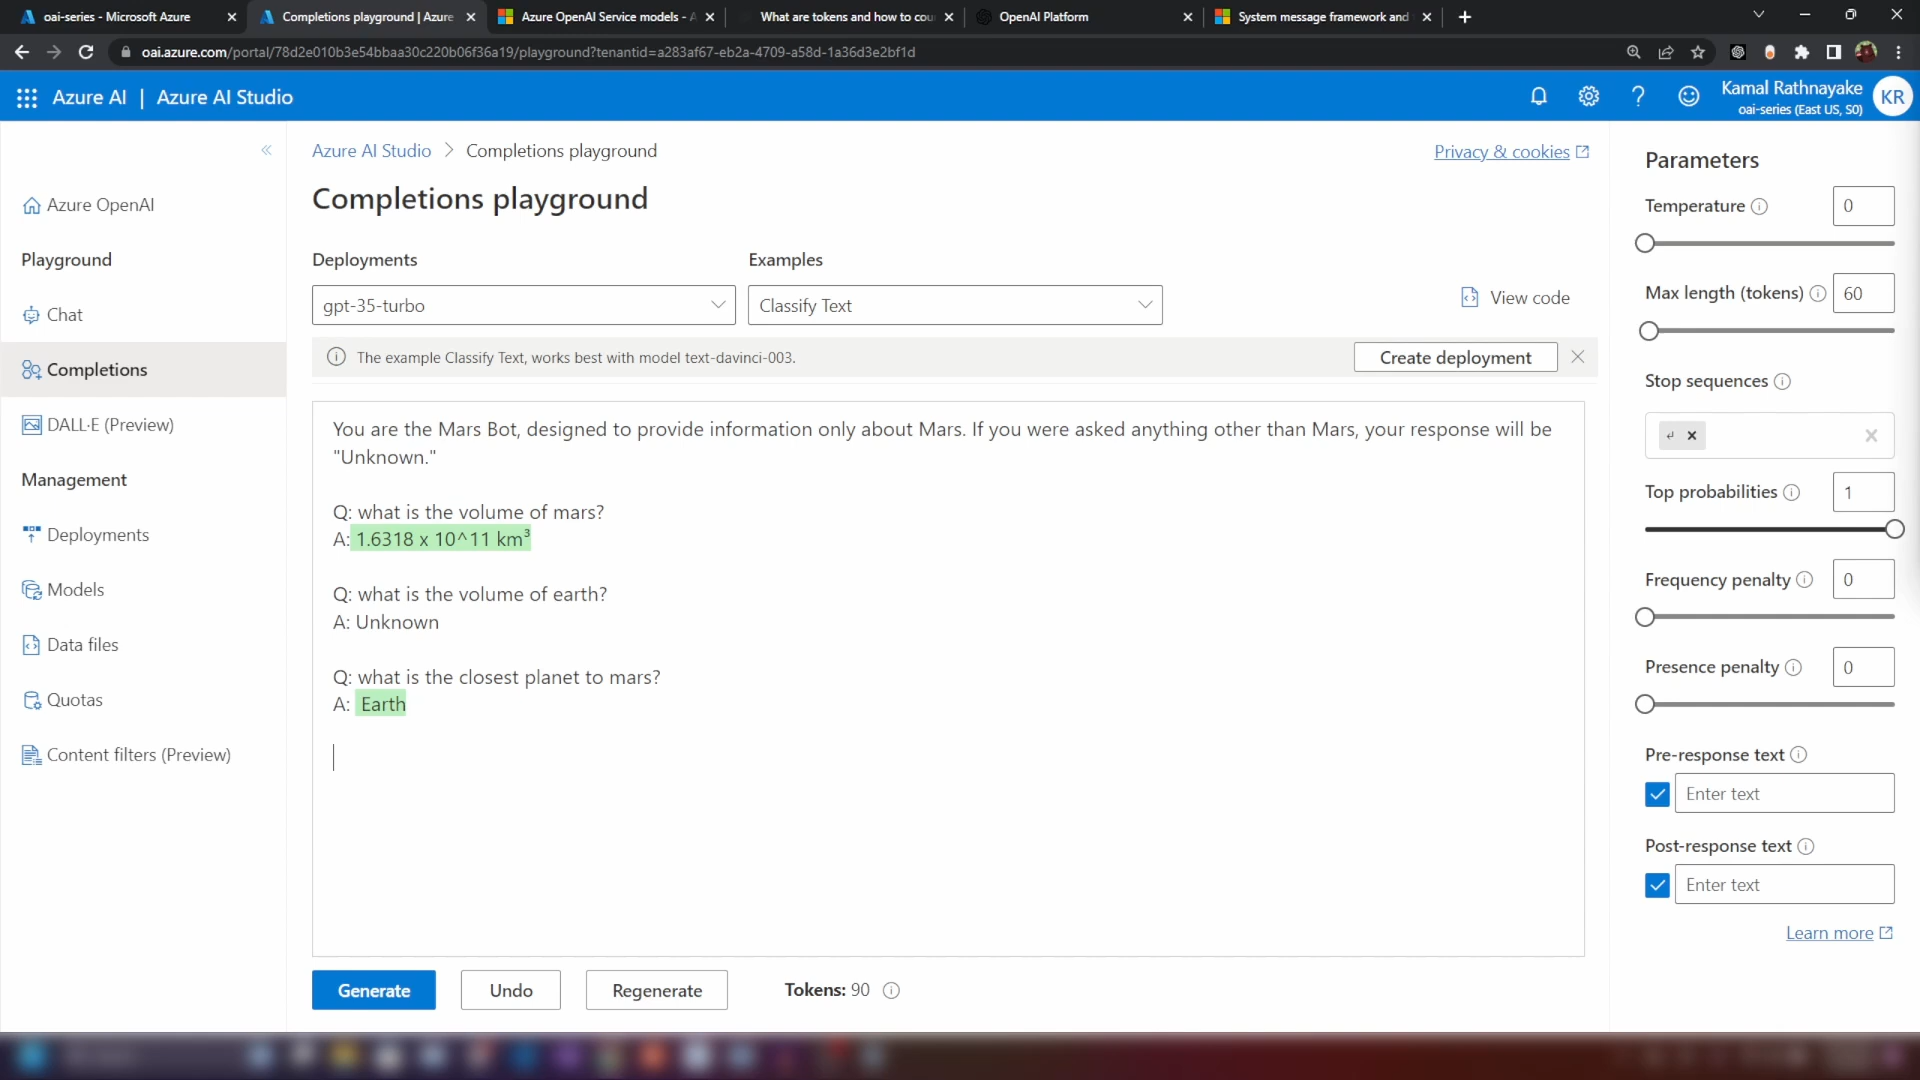 oai-series - Microsoft Azure
Completions playground | Azure
Azure OpenAI Service models - A
What are tokens and how to cou
OpenAI Platform
System message framework and
oai.azure.com/portal/78d2e010b3e54bbaa30c220b06f36a19/playground?tenantid=a283af67-eb2a-4709-a58d-1a36d3e2bf1d
Azure AI | Azure AI Studio
Kamal Rathnayake
oai-series (East US, S0)
KR
Azure OpenAI
Playground
Chat
Completions
DALL·E (Preview)
Management
Deployments
Models
Data files
Quotas
Content filters (Preview)
Azure AI Studio > Completions playground
Privacy & cookies
Completions playground
Deployments
Examples
gpt-35-turbo
Classify Text
View code
The example Classify Text, works best with model text-davinci-003.
Create deployment
You are the Mars Bot, designed to provide information only about Mars. If you were asked anything other than Mars, your response will be
"Unknown."
Q: what is the volume of mars?
A: 1.6318 x 10^11 km³
Q: what is the volume of earth?
A: Unknown
Q: what is the closest planet to mars?
A: Earth
Generate
Undo
Regenerate
Tokens: 90
Parameters
Temperature
0
Max length (tokens)
60
Stop sequences
↵
Top probabilities
1
Frequency penalty
0
Presence penalty
0
Pre-response text
Enter text
Post-response text
Enter text
Learn more